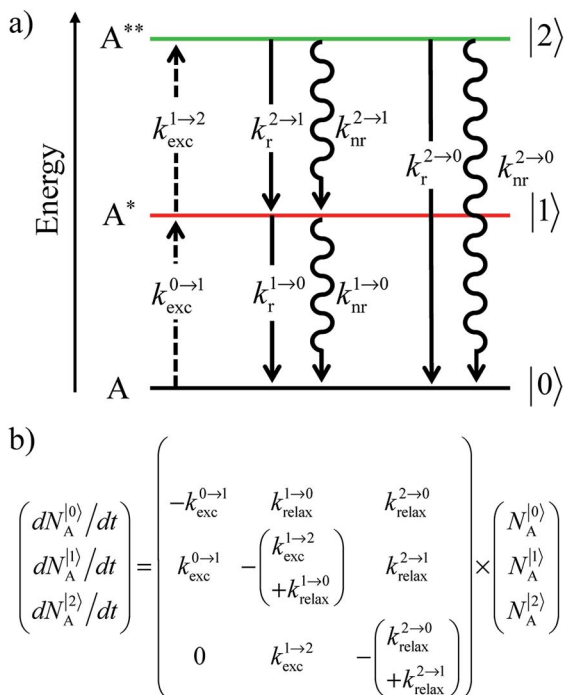 a)
Energy
A** |2⟩
k_exc^{1→2} k_r^{2→1} k_nr^{2→1} k_r^{2→0} k_nr^{2→0}
A* |1⟩
k_exc^{0→1} k_r^{1→0} k_nr^{1→0}
A |0⟩
b)
dN_A^{|0⟩}/dt −k_exc^{0→1} k_relax^{1→0} k_relax^{2→0} N_A^{|0⟩}
dN_A^{|1⟩}/dt = k_exc^{0→1} −(k_exc^{1→2} +k_relax^{1→0}) k_relax^{2→1} × N_A^{|1⟩}
dN_A^{|2⟩}/dt 0 k_exc^{1→2} −(k_relax^{2→0} +k_relax^{2→1}) N_A^{|2⟩}